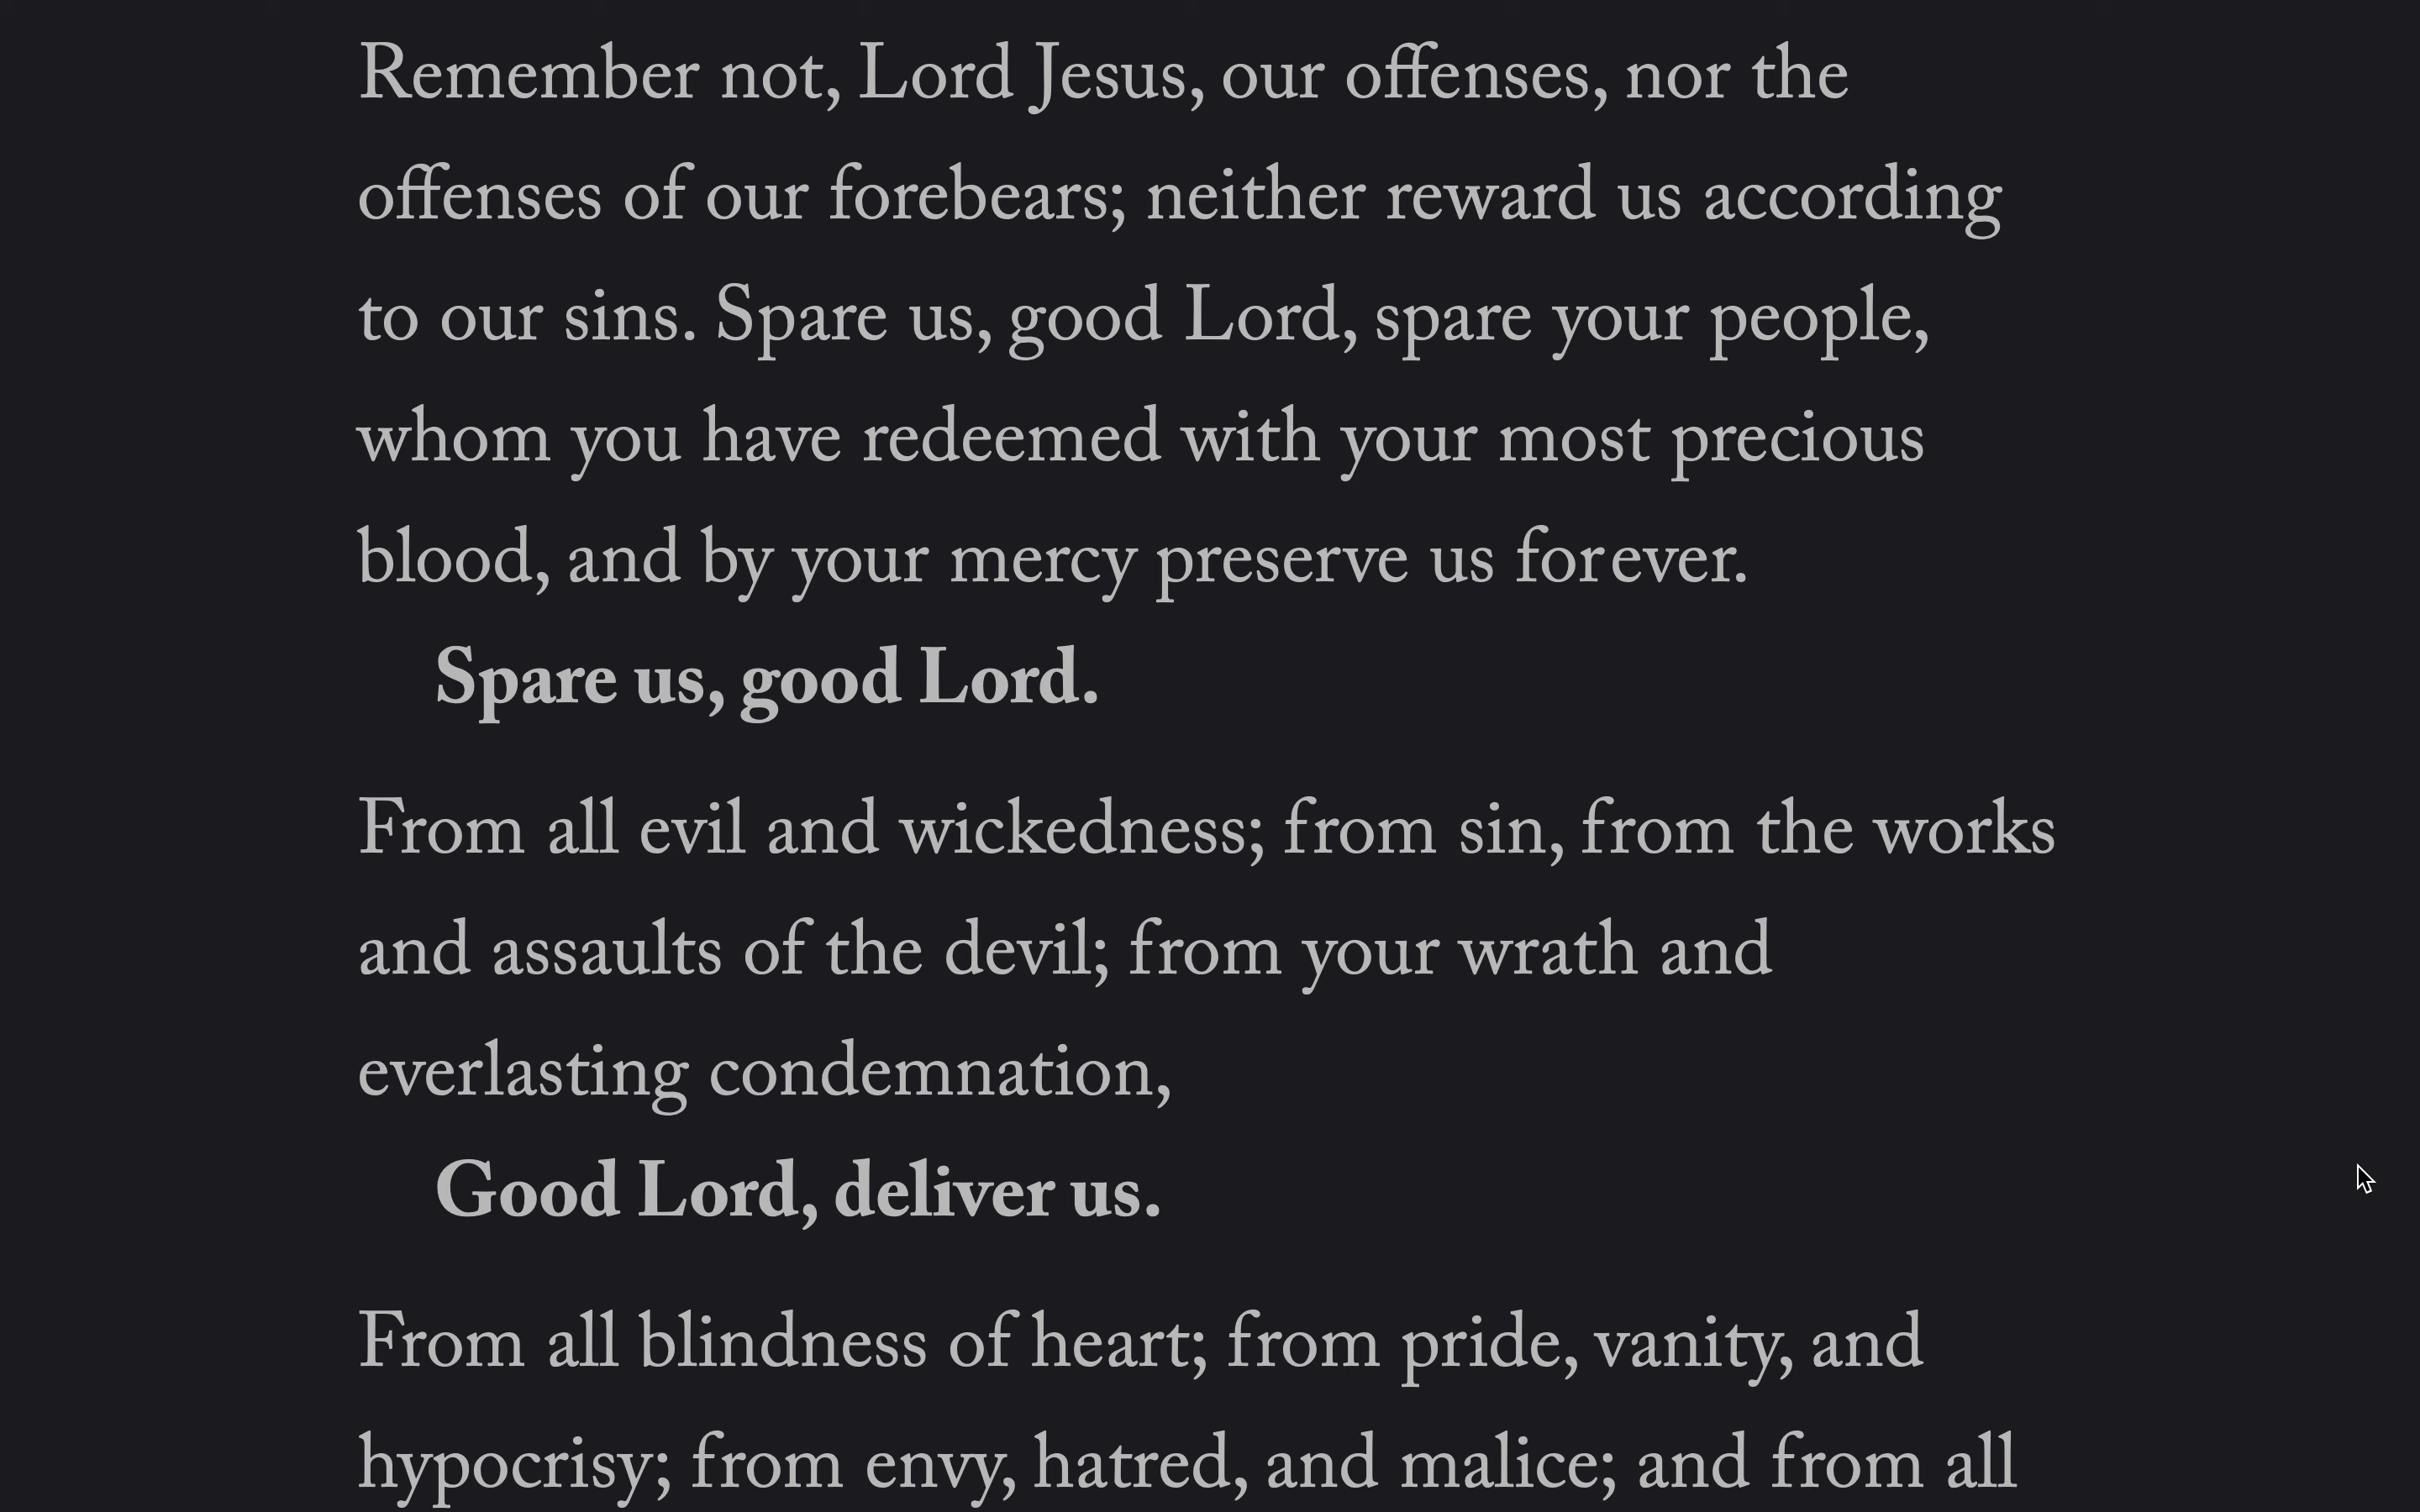 Remember not, Lord Jesus, our offenses, nor the
offenses of our forebears; neither reward us according
to our sins. Spare us, good Lord, spare your people,
whom you have redeemed with your most precious
blood, and by your mercy preserve us forever.
Spare us, good Lord.
From all evil and wickedness; from sin, from the works
and assaults of the devil; from your wrath and
everlasting condemnation,
Good Lord, deliver us.
From all blindness of heart; from pride, vanity, and
hypocrisy; from envy, hatred, and malice; and from all